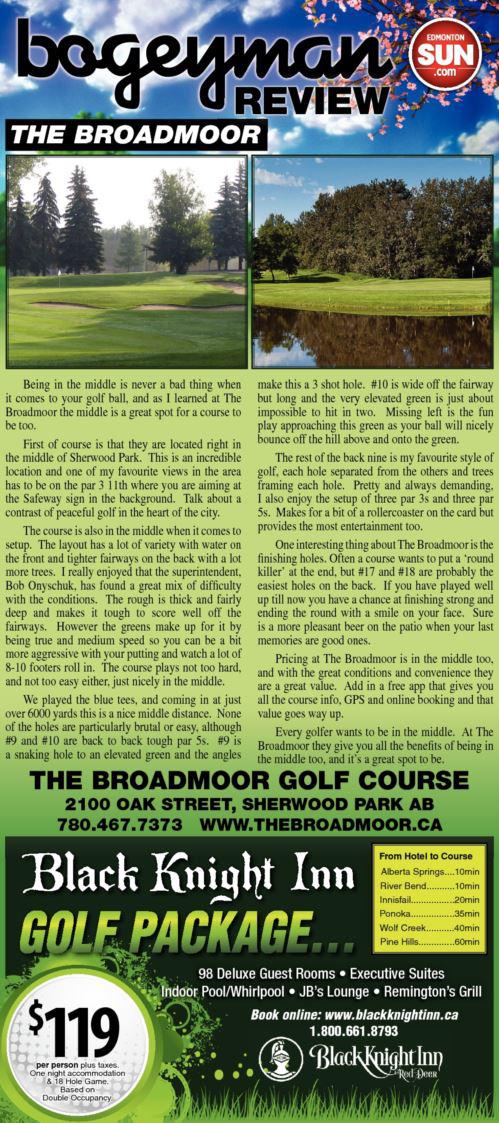 bogeyman
REVIEW
EDMONTON
SUN
.com
THE BROADMOOR
Being in the middle is never a bad thing when
it comes to your golf ball, and as I learned at The
Broadmoor the middle is a great spot for a course to
be too.
First of course is that they are located right in
the middle of Sherwood Park. This is an incredible
location and one of my favourite views in the area
has to be on the par 3 11th where you are aiming at
the Safeway sign in the background. Talk about a
contrast of peaceful golf in the heart of the city.
The course is also in the middle when it comes to
setup. The layout has a lot of variety with water on
the front and tighter fairways on the back with a lot
more trees. I really enjoyed that the superintendent,
Bob Onyschuk, has found a great mix of difficulty
with the conditions. The rough is thick and fairly
deep and makes it tough to score well off the
fairways. However the greens make up for it by
being true and medium speed so you can be a bit
more aggressive with your putting and watch a lot of
8-10 footers roll in. The course plays not too hard,
and not too easy either, just nicely in the middle.
We played the blue tees, and coming in at just
over 6000 yards this is a nice middle distance. None
of the holes are particularly brutal or easy, although
#9 and #10 are back to back tough par 5s. #9 is
a snaking hole to an elevated green and the angles
make this a 3 shot hole. #10 is wide off the fairway
but long and the very elevated green is just about
impossible to hit in two. Missing left is the fun
play approaching this green as your ball will nicely
bounce off the hill above and onto the green.
The rest of the back nine is my favourite style of
golf, each hole separated from the others and trees
framing each hole. Pretty and always demanding,
I also enjoy the setup of three par 3s and three par
5s. Makes for a bit of a rollercoaster on the card but
provides the most entertainment too.
One interesting thing about The Broadmoor is the
finishing holes. Often a course wants to put a 'round
killer' at the end, but #17 and #18 are probably the
easiest holes on the back. If you have played well
up till now you have a chance at finishing strong and
ending the round with a smile on your face. Sure
is a more pleasant beer on the patio when your last
memories are good ones.
Pricing at The Broadmoor is in the middle too,
and with the great conditions and convenience they
are a great value. Add in a free app that gives you
all the course info, GPS and online booking and that
value goes way up.
Every golfer wants to be in the middle. At The
Broadmoor they give you all the benefits of being in
the middle too, and it's a great spot to be.
THE BROADMOOR GOLF COURSE
2100 OAK STREET, SHERWOOD PARK AB
780.467.7373 WWW.THEBROADMOOR.CA
Black Knight Inn
GOLF PACKAGE...
From Hotel to Course
Alberta Springs....10min
River Bend..........10min
Innisfail...............20min
Ponoka................35min
Wolf Creek..........40min
Pine Hills.............60min
98 Deluxe Guest Rooms • Executive Suites
Indoor Pool/Whirlpool • JB's Lounge • Remington's Grill
Book online: www.blackknightinn.ca
1.800.661.8793
$119
per person plus taxes.
One night accommodation
& 18 Hole Game.
Based on
Double Occupancy
Black Knight Inn
Red Deer